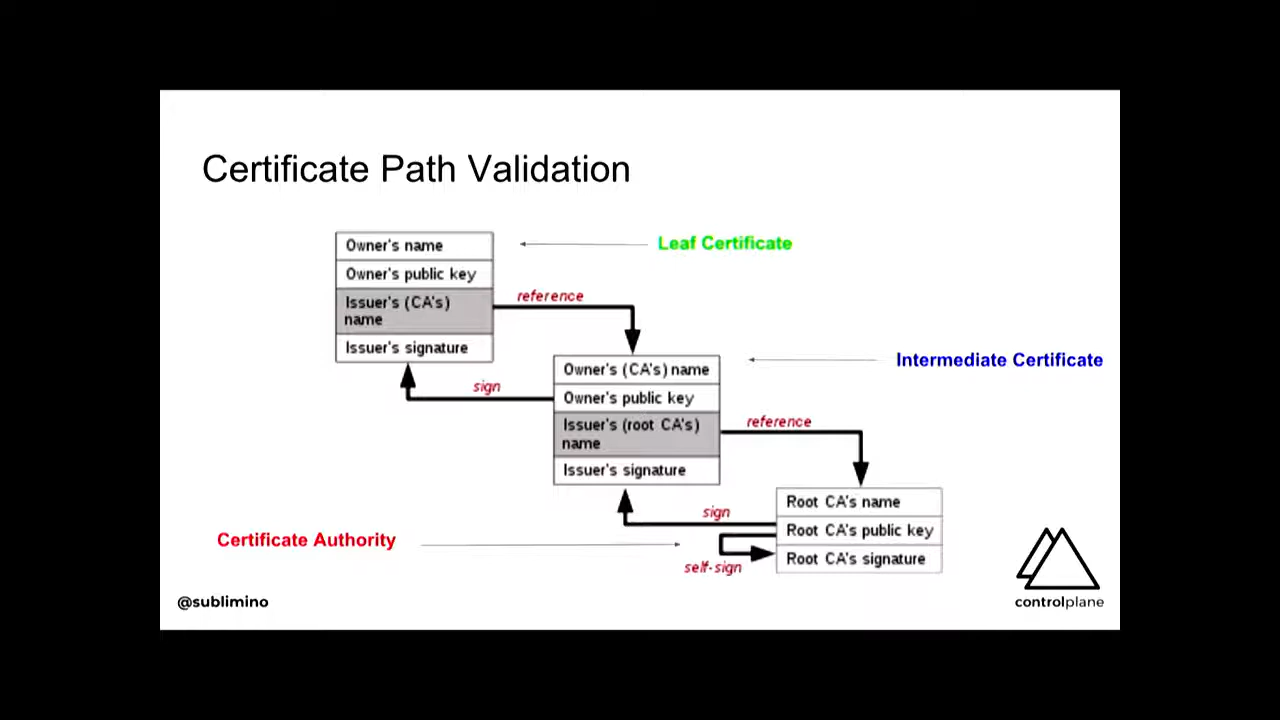 Certificate Path Validation
Owner's name
Leaf Certificate
Owner's public key
Issuer's (CA's)
name
reference
Issuer's signature
Owner's (CA's) name
Intermediate Certificate
sign
Owner's public key
Issuer's (root CA's)
name
reference
Issuer's signature
Root CA's name
sign
Root CA's public key
Certificate Authority
Root CA's signature
self-sign
@sublimino
controlplane